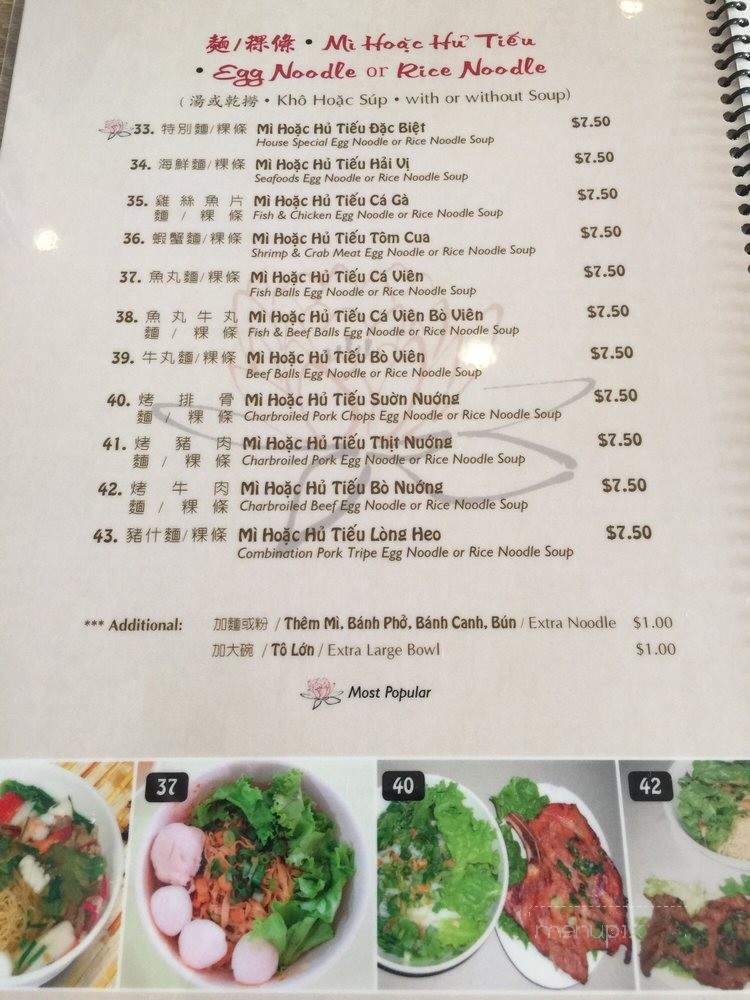 麵/粿條 • Mì Hoặc Hủ Tiếu
• Egg Noodle or Rice Noodle
(湯或乾撈 • Khô Hoặc Súp • with or without Soup)
33. 特別麵/粿條 Mì Hoặc Hủ Tiếu Đặc Biệt $7.50
House Special Egg Noodle or Rice Noodle Soup
34. 海鮮麵/粿條 Mì Hoặc Hủ Tiếu Hải Vị $7.50
Seafoods Egg Noodle or Rice Noodle Soup
35. 雞絲魚片 Mì Hoặc Hủ Tiếu Cá Gà $7.50
麵/粿條 Fish & Chicken Egg Noodle or Rice Noodle Soup
36. 蝦蟹麵/粿條 Mì Hoặc Hủ Tiếu Tôm Cua $7.50
Shrimp & Crab Meat Egg Noodle or Rice Noodle Soup
37. 魚丸麵/粿條 Mì Hoặc Hủ Tiếu Cá Viên $7.50
Fish Balls Egg Noodle or Rice Noodle Soup
38. 魚丸牛丸 Mì Hoặc Hủ Tiếu Cá Viên Bò Viên $7.50
麵/粿條 Fish & Beef Balls Egg Noodle or Rice Noodle Soup
39. 牛丸麵/粿條 Mì Hoặc Hủ Tiếu Bò Viên $7.50
Beef Balls Egg Noodle or Rice Noodle Soup
40. 烤排骨 Mì Hoặc Hủ Tiếu Sườn Nướng $7.50
麵/粿條 Charbroiled Pork Chops Egg Noodle or Rice Noodle Soup
41. 烤豬肉 Mì Hoặc Hủ Tiếu Thịt Nướng $7.50
麵/粿條 Charbroiled Pork Egg Noodle or Rice Noodle Soup
42. 烤牛肉 Mì Hoặc Hủ Tiếu Bò Nướng $7.50
麵/粿條 Charbroiled Beef Egg Noodle or Rice Noodle Soup
43. 豬什麵/粿條 Mì Hoặc Hủ Tiếu Lòng Heo $7.50
Combination Pork Tripe Egg Noodle or Rice Noodle Soup
*** Additional: 加麵或粉 / Thêm Mì, Bánh Phở, Bánh Canh, Bún / Extra Noodle $1.00
加大碗 / Tô Lớn / Extra Large Bowl $1.00
Most Popular
37
40
42
menupix